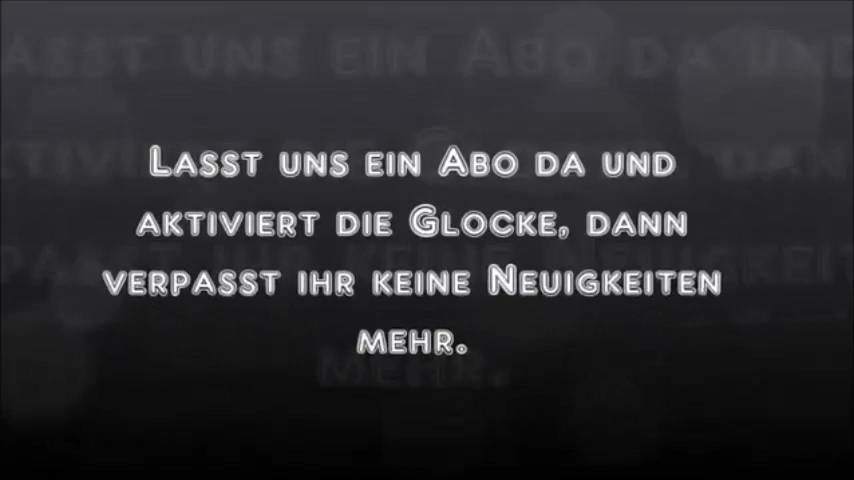 Lasst uns ein Abo da und
aktiviert die Glocke, dann
verpasst ihr keine Neuigkeiten
mehr.